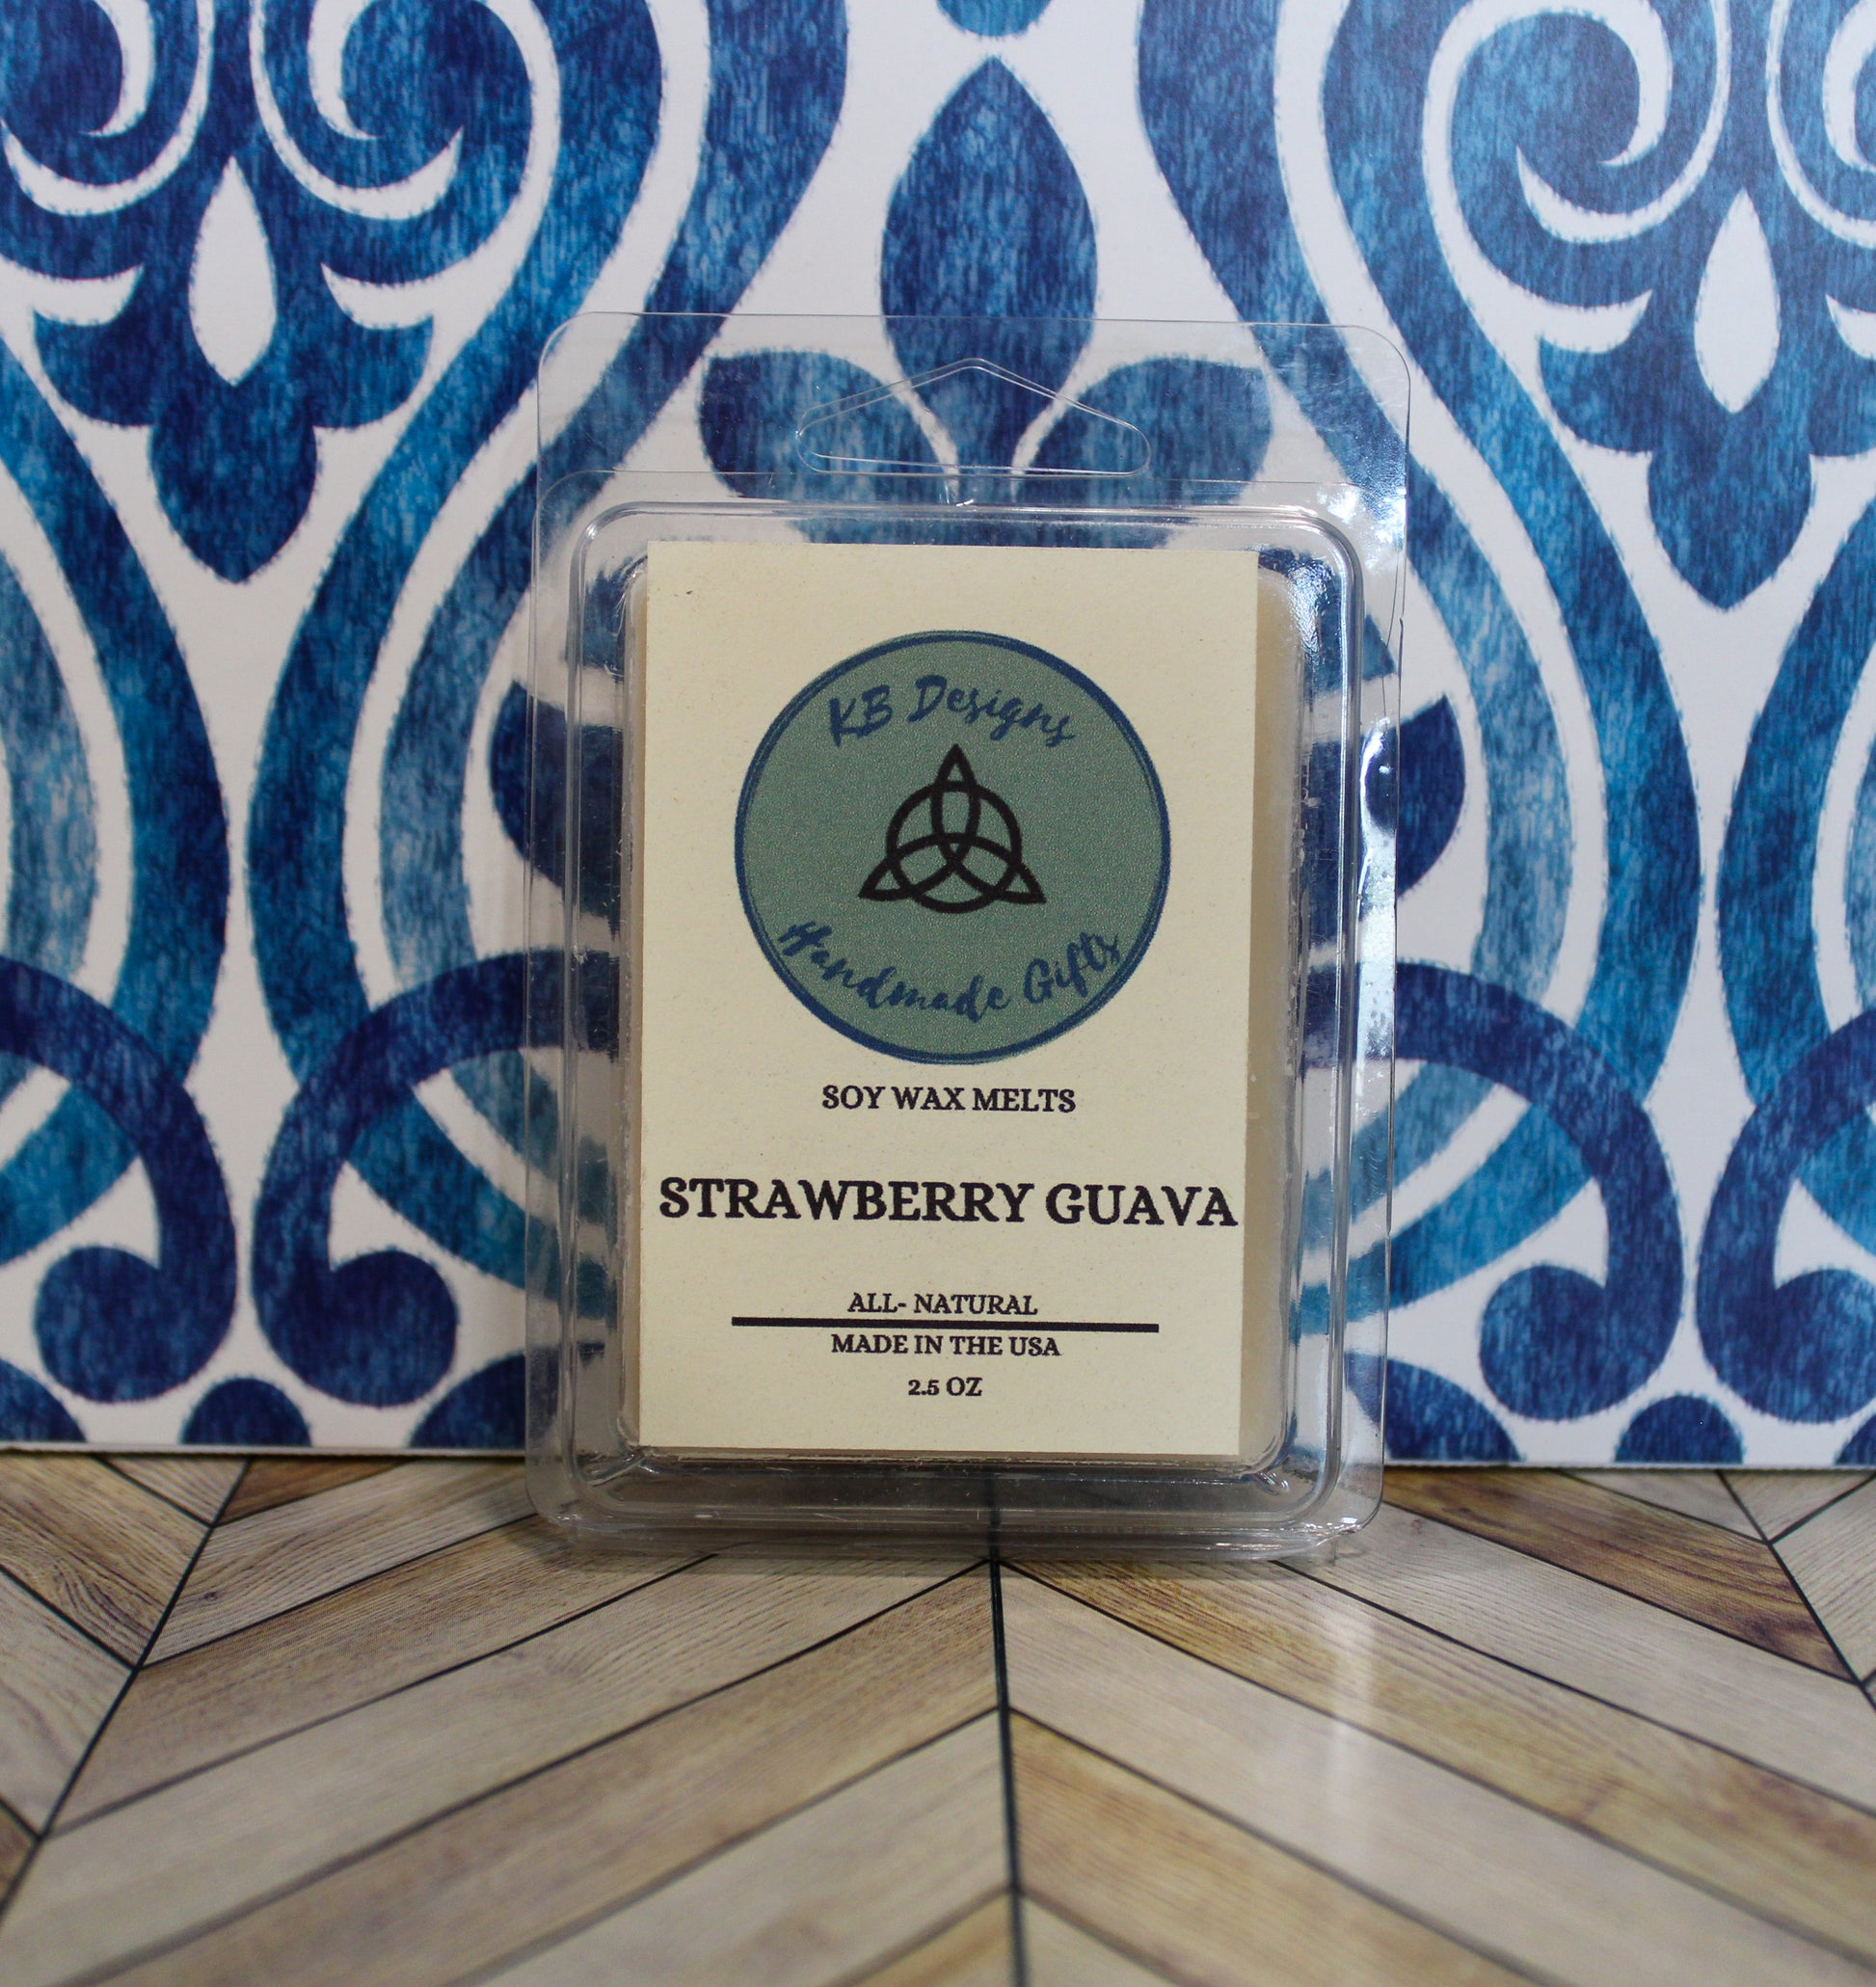 KB Designs
Handmade Gifts
SOY WAX MELTS
STRAWBERRY GUAVA
ALL- NATURAL
MADE IN THE USA
2.5 OZ